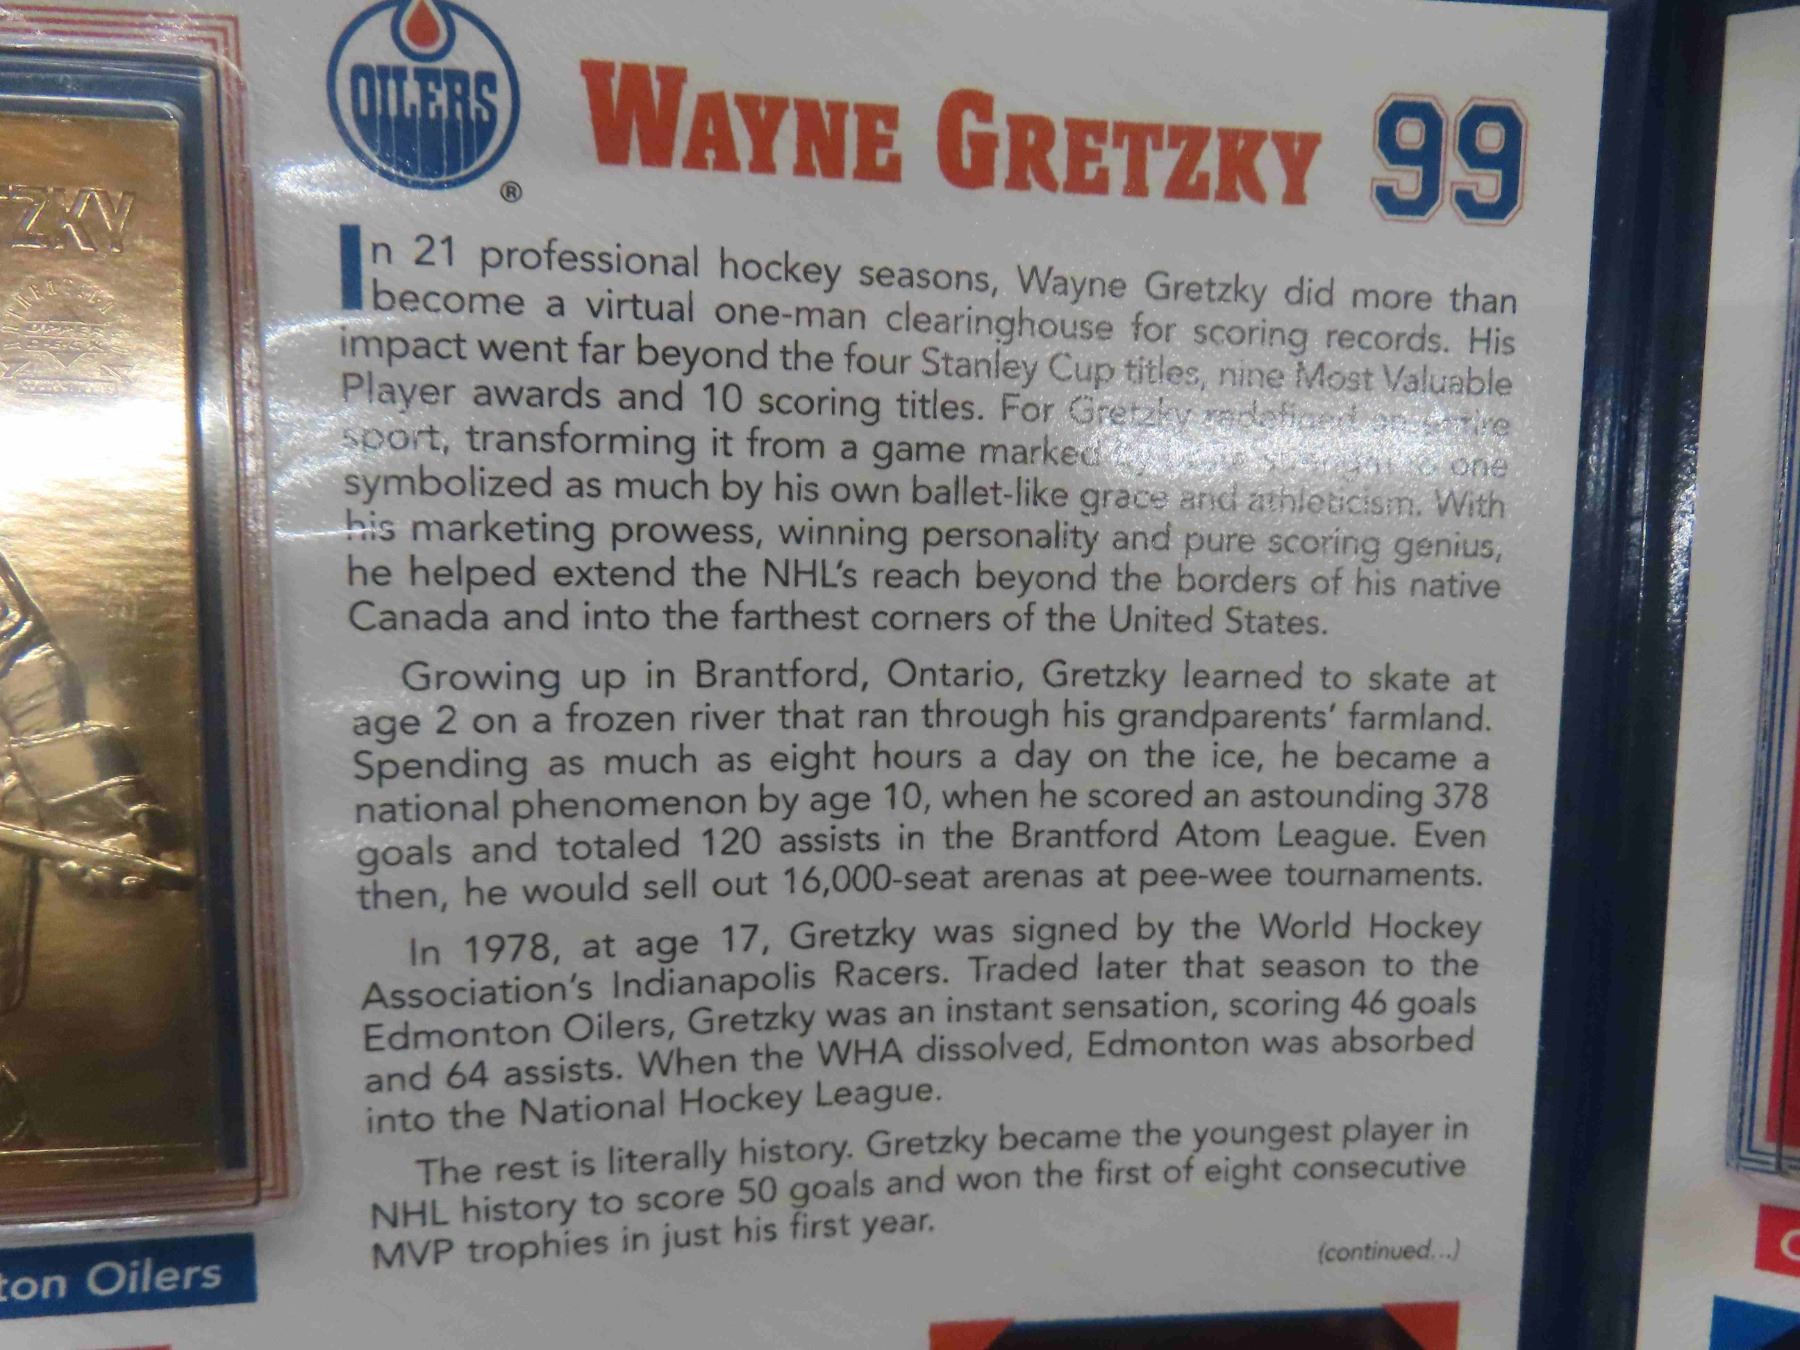 OILERS
®
WAYNE GRETZKY 99
In 21 professional hockey seasons, Wayne Gretzky did more than
become a virtual one-man clearinghouse for scoring records. His
impact went far beyond the four Stanley Cup titles, nine Most Valuable
Player awards and 10 scoring titles. For Gretzky redefined an entire
sport, transforming it from a game marked to one
symbolized as much by his own ballet-like grace and athleticism. With
his marketing prowess, winning personality and pure scoring genius,
he helped extend the NHL's reach beyond the borders of his native
Canada and into the farthest corners of the United States.
Growing up in Brantford, Ontario, Gretzky learned to skate at
age 2 on a frozen river that ran through his grandparents' farmland.
Spending as much as eight hours a day on the ice, he became a
national phenomenon by age 10, when he scored an astounding 378
goals and totaled 120 assists in the Brantford Atom League. Even
then, he would sell out 16,000-seat arenas at pee-wee tournaments.
In 1978, at age 17, Gretzky was signed by the World Hockey
Association's Indianapolis Racers. Traded later that season to the
Edmonton Oilers, Gretzky was an instant sensation, scoring 46 goals
and 64 assists. When the WHA dissolved, Edmonton was absorbed
into the National Hockey League.
The rest is literally history. Gretzky became the youngest player in
NHL history to score 50 goals and won the first of eight consecutive
MVP trophies in just his first year.
(continued...)
ZKY
ton Oilers